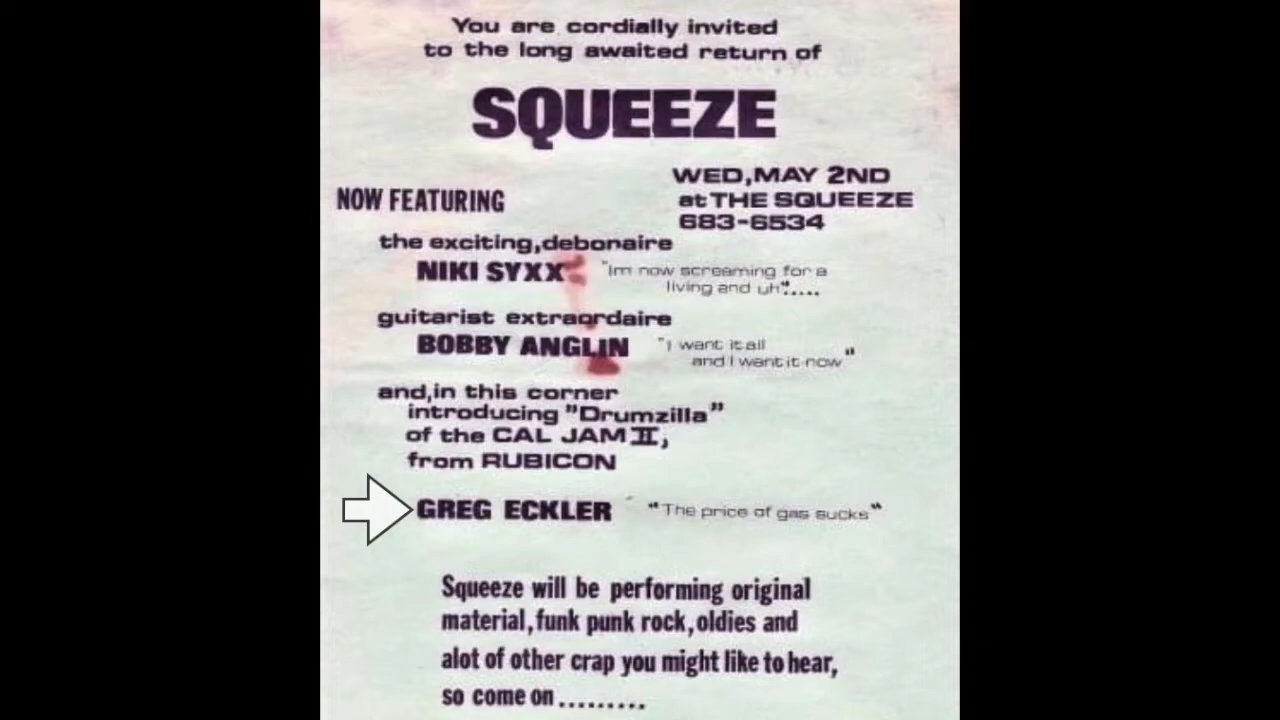 You are cordially invited
to the long awaited return of
SQUEEZE
WED,MAY 2ND
at THE SQUEEZE
683-6534
NOW FEATURING
the exciting,debonaire
NIKI SYXX "Im now screaming for a
living and uh".....
guitarist extraordaire
BOBBY ANGLIN "I want it all
and I want it now"
and,in this corner
introducing "Drumzilla"
of the CAL JAM II,
from RUBICON
GREG ECKLER "The price of gas sucks"
Squeeze will be performing original
material,funk punk rock,oldies and
alot of other crap you might like to hear,
so come on .........